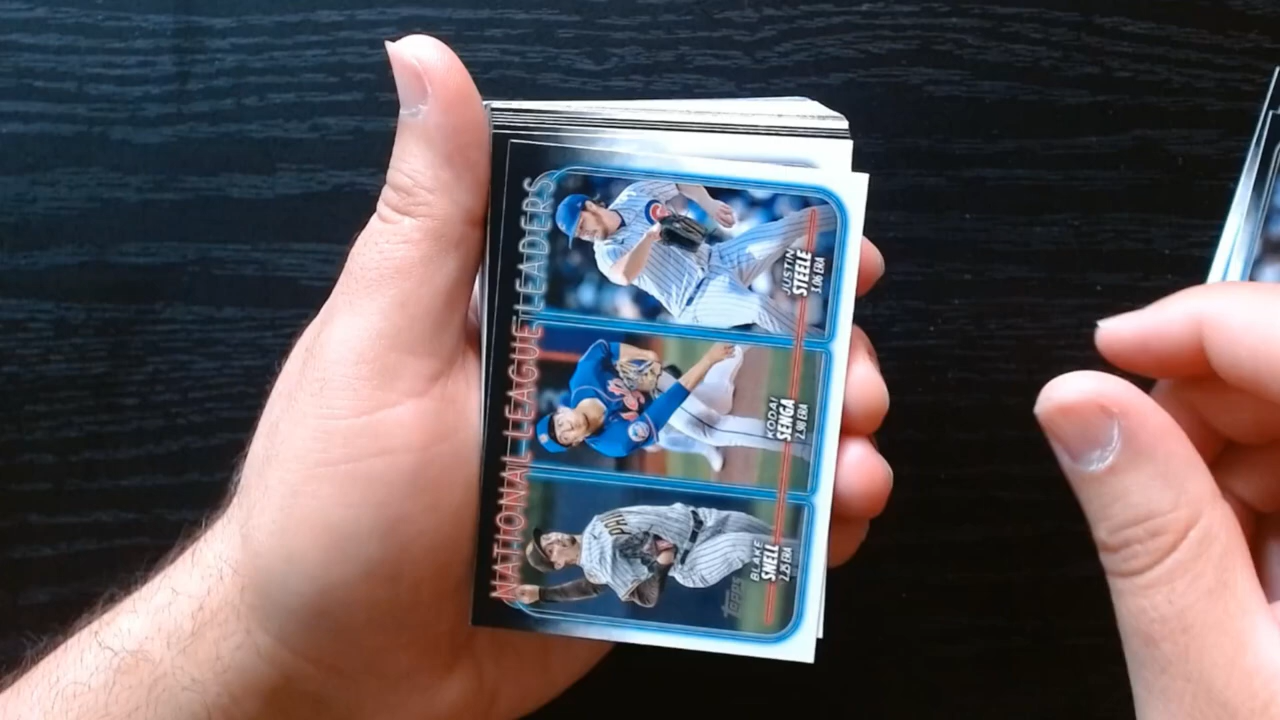 NATIONAL LEAGUE LEADERS
BLAKE
SNELL
2.25 ERA
KODAI
SENGA
2.98 ERA
JUSTIN
STEELE
3.06 ERA
Topps